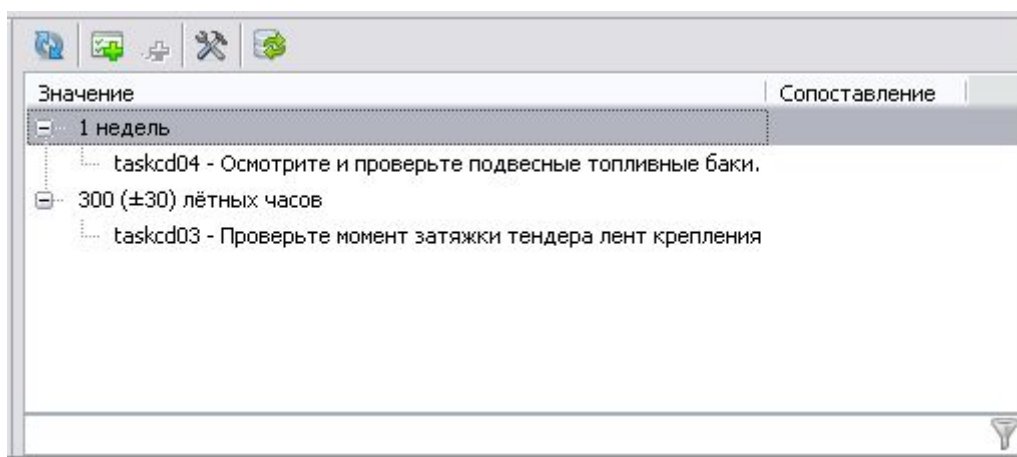 Значение Сопоставление
1 недель
taskcd04 - Осмотрите и проверьте подвесные топливные баки.
300 (±30) лётных часов
taskcd03 - Проверьте момент затяжки тендера лент крепления